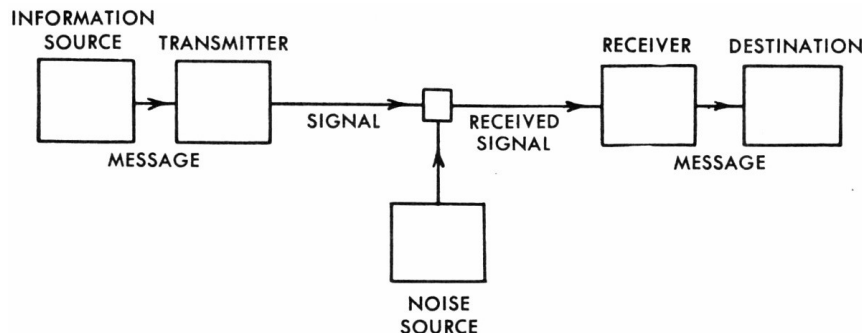 INFORMATION
SOURCE
TRANSMITTER
RECEIVER
DESTINATION
SIGNAL
RECEIVED
SIGNAL
MESSAGE
MESSAGE
NOISE
SOURCE